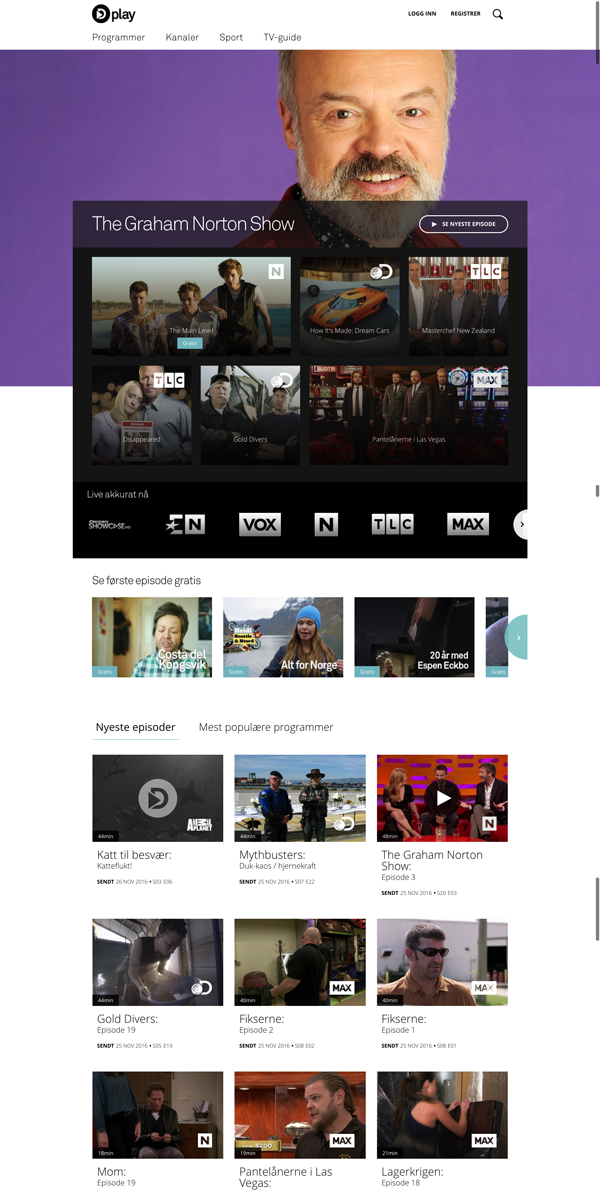 Dplay
LOGG INN
REGISTRER
Programmer
Kanaler
Sport
TV-guide
The Graham Norton Show
SE NYESTE EPISODE
N
The Main Level
Gratis
How It's Made: Dream Cars
TLC
Masterchef New Zealand
TLC
Disappeared
Gold Divers
MAX
Pantelånerne i Las Vegas
Live akkurat nå
SHOWCASE HD
N
VOX
N
TLC
MAX
Se første episode gratis
Costa del
Kongsvik
Gratis
Alt for Norge
Gratis
20 år med
Espen Eckbo
Gratis
Gratis
Nyeste episoder
Mest populære programmer
44min
ANIMAL
PLANET
Katt til besvær:
Katteflukt!
SENDT 26 NOV 2016 • S03 E06
44min
Mythbusters:
Duk-kaos / hjernekraft
SENDT 25 NOV 2016 • S07 E22
48min
N
The Graham Norton
Show:
Episode 3
SENDT 25 NOV 2016 • S20 E03
44min
Gold Divers:
Episode 19
SENDT 25 NOV 2016 • S05 E19
40min
MAX
Fikserne:
Episode 2
SENDT 25 NOV 2016 • S08 E02
40min
MAX
Fikserne:
Episode 1
SENDT 25 NOV 2016 • S08 E01
18min
N
Mom:
Episode 19
19min
MAX
Pantelånerne i Las
Vegas:
21min
MAX
Lagerkrigen:
Episode 18